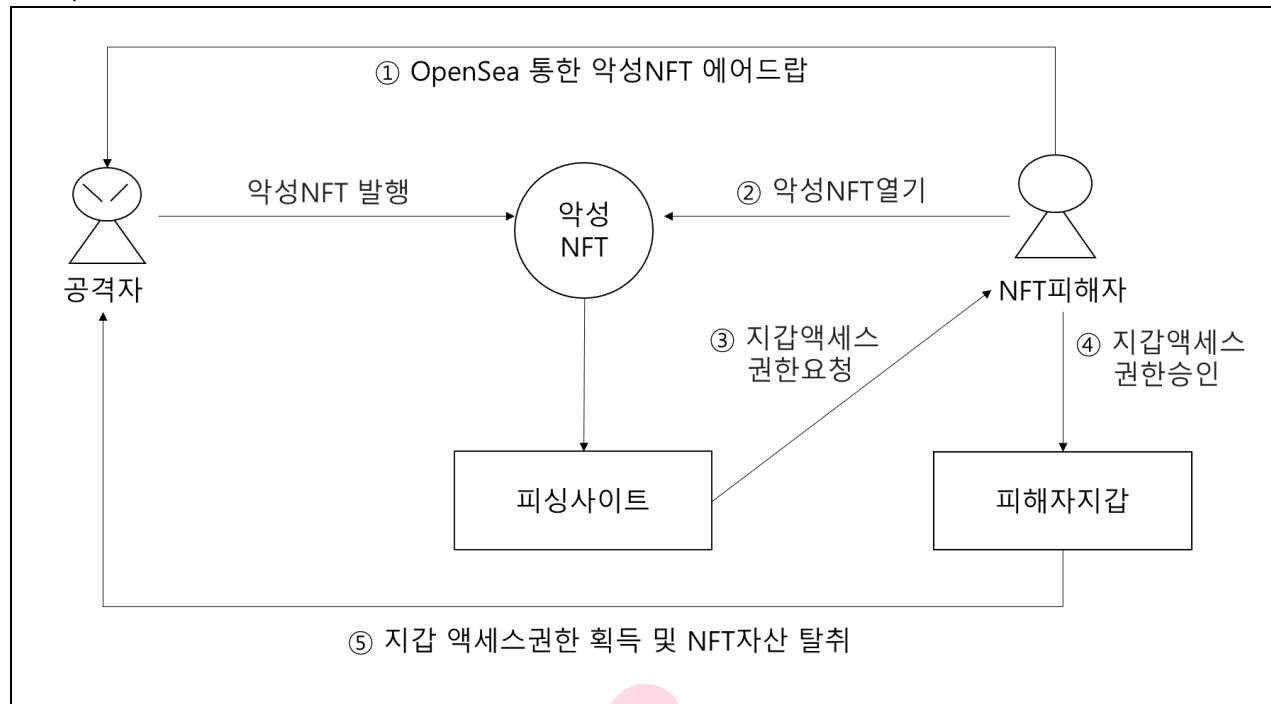 ① OpenSea 통한 악성NFT 에어드랍
악성NFT 발행
② 악성NFT열기
악성
NFT
공격자
NFT피해자
③ 지갑액세스
권한요청
④ 지갑액세스
권한승인
피싱사이트
피해자지갑
⑤ 지갑 액세스권한 획득 및 NFT자산 탈취